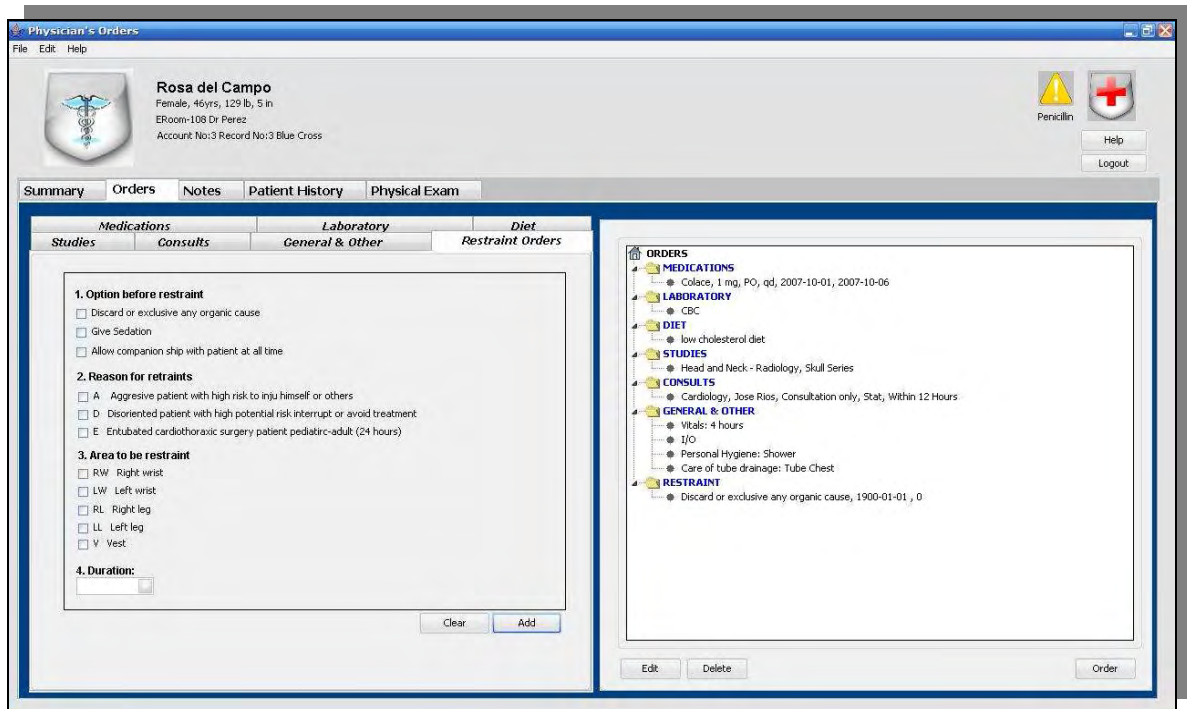 Physician's Orders
File Edit Help
Rosa del Campo
Female, 46yrs, 129 lb, 5 in
ERoom-108 Dr Perez
Account No:3 Record No:3 Blue Cross
Penicillin
Help
Logout
Summary Orders Notes Patient History Physical Exam
Medications Laboratory Diet
Studies Consults General & Other Restraint Orders
1. Option before restraint
Discard or exclusive any organic cause
Give Sedation
Allow companion ship with patient at all time
2. Reason for retraints
A Aggresive patient with high risk to inju himself or others
D Disoriented patient with high potential risk interrupt or avoid treatment
E Entubated cardiothoraxic surgery patient pediatirc-adult (24 hours)
3. Area to be restraint
RW Right wrist
LW Left wrist
RL Right leg
LL Left leg
V Vest
4. Duration:
Clear Add
ORDERS
MEDICATIONS
Colace, 1 mg, PO, qd, 2007-10-01, 2007-10-06
LABORATORY
CBC
DIET
low cholesterol diet
STUDIES
Head and Neck - Radiology, Skull Series
CONSULTS
Cardiology, Jose Rios, Consultation only, Stat, Within 12 Hours
GENERAL & OTHER
Vitals: 4 hours
I/O
Personal Hygiene: Shower
Care of tube drainage: Tube Chest
RESTRAINT
Discard or exclusive any organic cause, 1900-01-01 , 0
Edit Delete Order